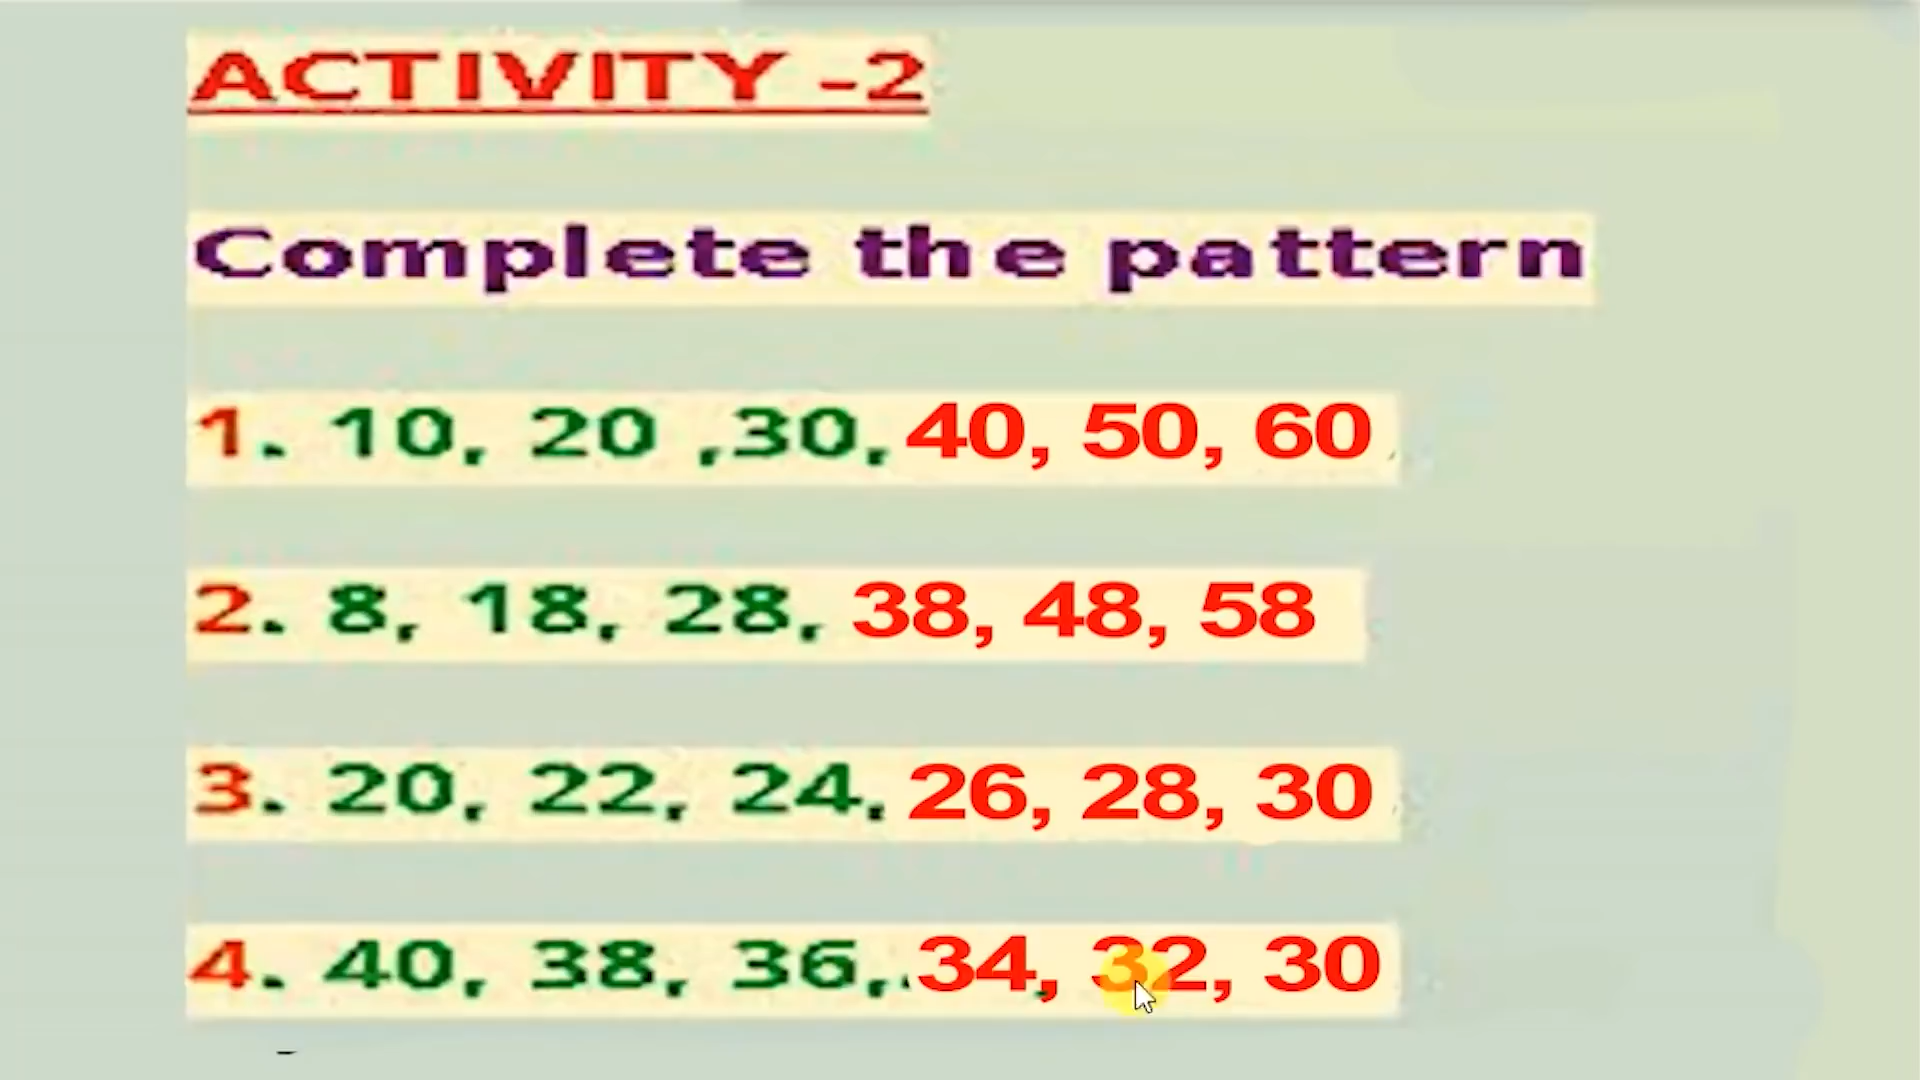 ACTIVITY -2
Complete the pattern
1. 10, 20 ,30, 40, 50, 60
2. 8, 18, 28, 38, 48, 58
3. 20, 22, 24, 26, 28, 30
4. 40, 38, 36, 34, 32, 30